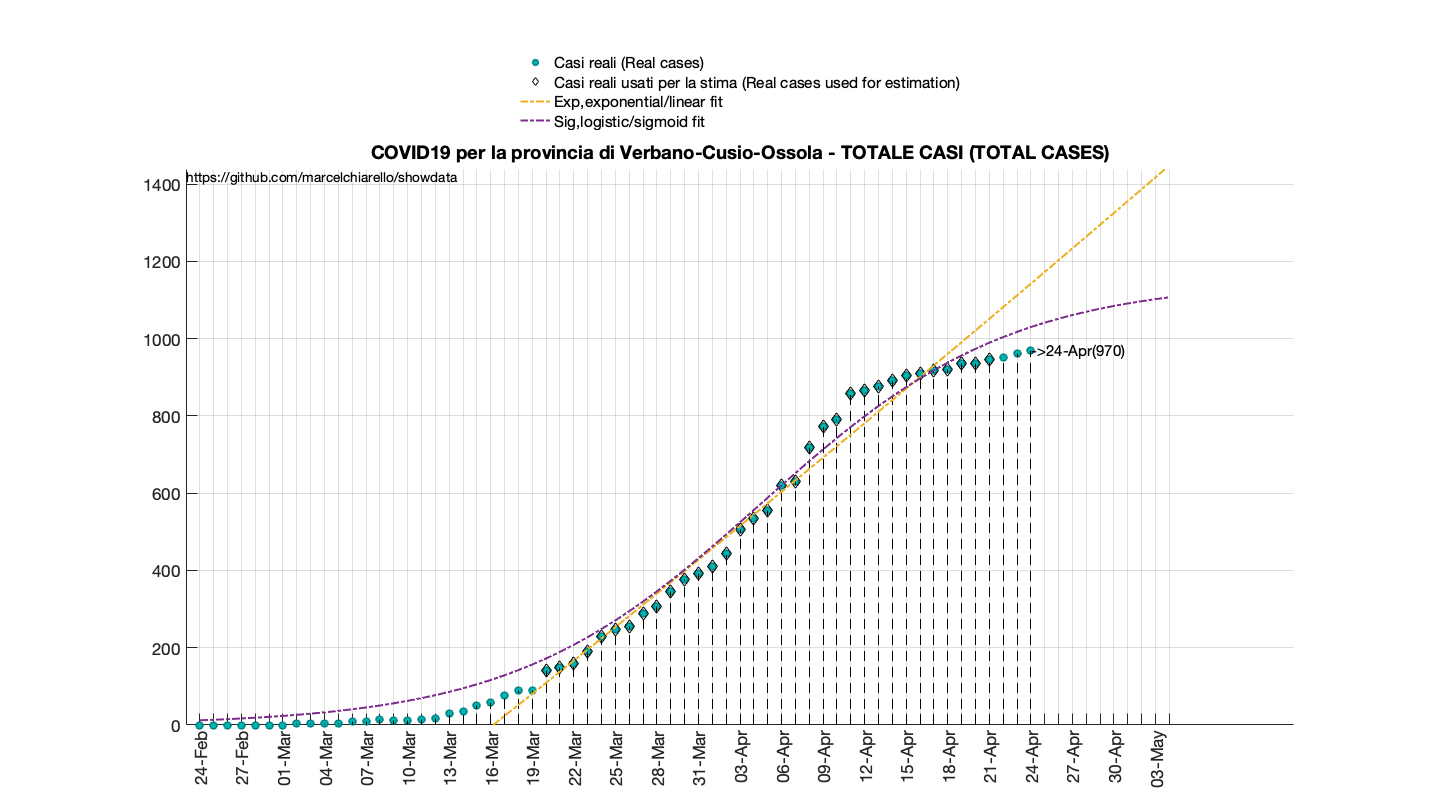 Casi reali (Real cases)
Casi reali usati per la stima (Real cases used for estimation)
Exp,exponential/linear fit
Sig,logistic/sigmoid fit
COVID19 per la provincia di Verbano-Cusio-Ossola - TOTALE CASI (TOTAL CASES)
https://github.com/marcelchiarello/showdata
1400
1200
1000
800
600
400
200
0
>24-Apr(970)
24-Feb
27-Feb
01-Mar
04-Mar
07-Mar
10-Mar
13-Mar
16-Mar
19-Mar
22-Mar
25-Mar
28-Mar
31-Mar
03-Apr
06-Apr
09-Apr
12-Apr
15-Apr
18-Apr
21-Apr
24-Apr
27-Apr
30-Apr
03-May